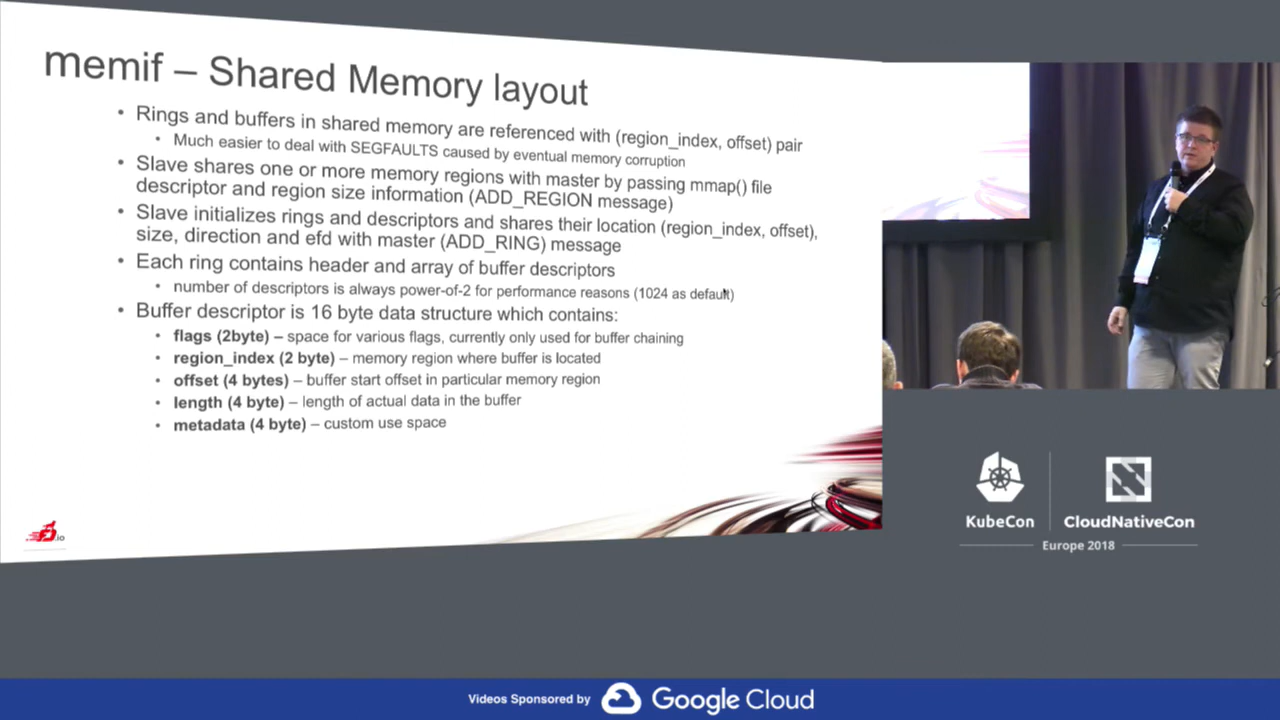 memif – Shared Memory layout
• Rings and buffers in shared memory are referenced with (region_index, offset) pair
• Much easier to deal with SEGFAULTS caused by eventual memory corruption
• Slave shares one or more memory regions with master by passing mmap() file
descriptor and region size information (ADD_REGION message)
• Slave initializes rings and descriptors and shares their location (region_index, offset),
size, direction and efd with master (ADD_RING) message
• Each ring contains header and array of buffer descriptors
• number of descriptors is always power-of-2 for performance reasons (1024 as default)
• Buffer descriptor is 16 byte data structure which contains:
• flags (2byte) – space for various flags, currently only used for buffer chaining
• region_index (2 byte) – memory region where buffer is located
• offset (4 bytes) – buffer start offset in particular memory region
• length (4 byte) – length of actual data in the buffer
• metadata (4 byte) – custom use space
.io
KubeCon
CloudNativeCon
Europe 2018
Videos Sponsored by Google Cloud